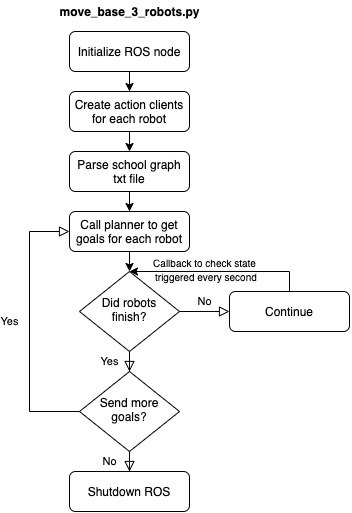 move_base_3_robots.py
Initialize ROS node
Create action clients
for each robot
Parse school graph
txt file
Call planner to get
goals for each robot
Callback to check state
triggered every second
Did robots
finish?
No
Continue
Yes
Yes
Send more
goals?
No
Shutdown ROS